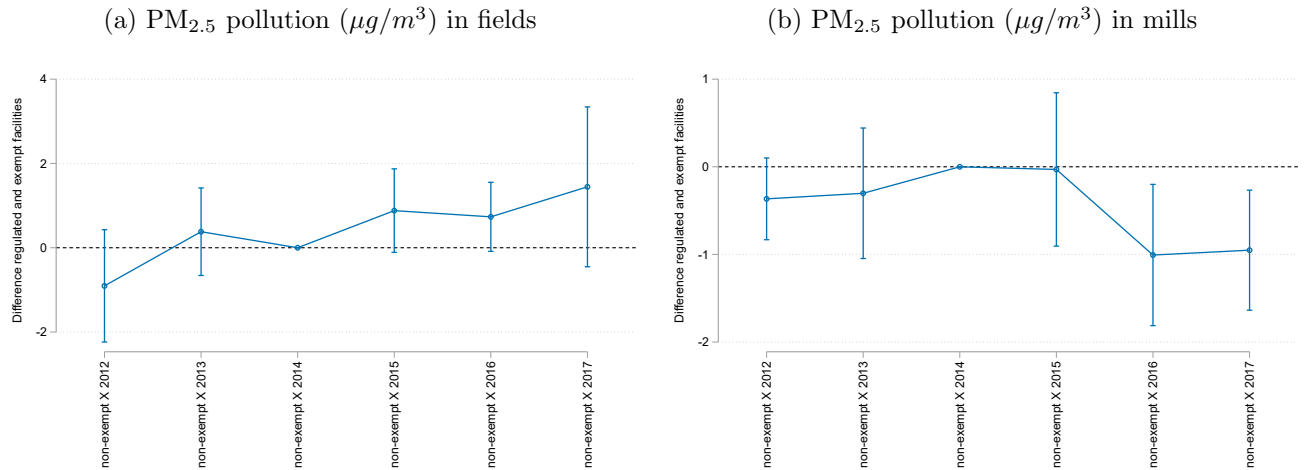 (a) PM₂.₅ pollution (μg/m³) in fields
4
2
0
-2
Difference regulated and exempt facilities
non-exempt X 2012
non-exempt X 2013
non-exempt X 2014
non-exempt X 2015
non-exempt X 2016
non-exempt X 2017
(b) PM₂.₅ pollution (μg/m³) in mills
1
0
-1
-2
Difference regulated and exempt facilities
non-exempt X 2012
non-exempt X 2013
non-exempt X 2014
non-exempt X 2015
non-exempt X 2016
non-exempt X 2017